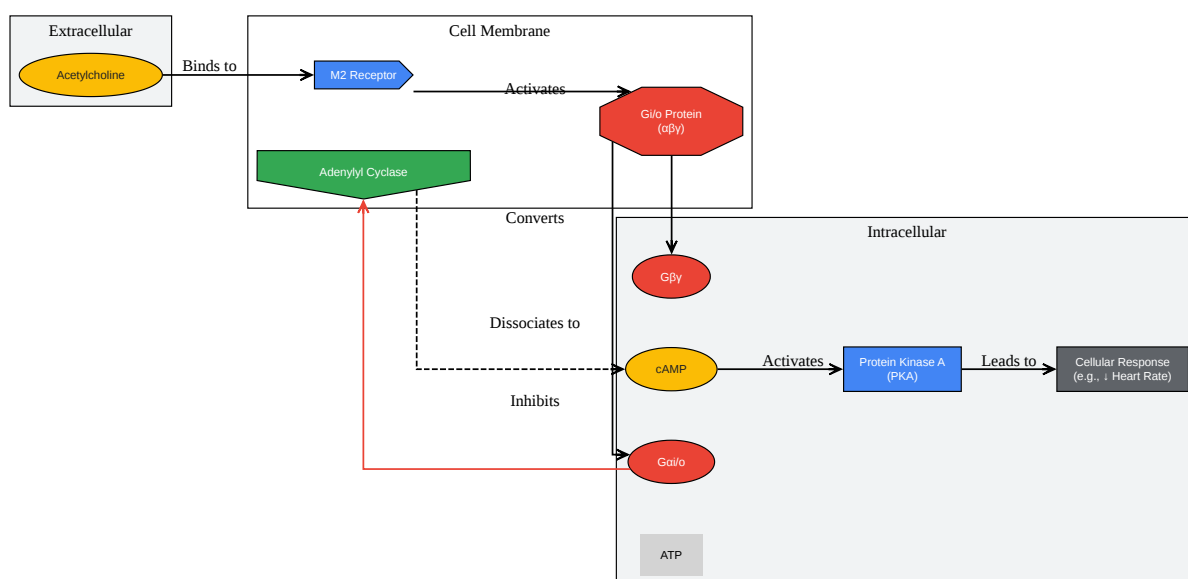 Extracellular
Cell Membrane
Acetylcholine
Binds to
M2 Receptor
Activates
Gi/o Protein
(αβγ)
Adenylyl Cyclase
Converts
Intracellular
Gβγ
Dissociates to
cAMP
Activates
Protein Kinase A
(PKA)
Leads to
Cellular Response
(e.g., ↓ Heart Rate)
Inhibits
Gαi/o
ATP